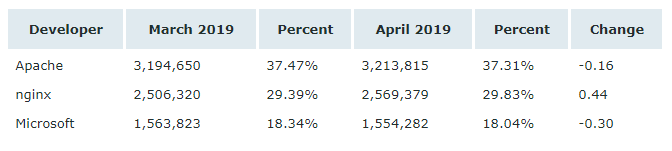 Developer March 2019 Percent April 2019 Percent Change
Apache 3,194,650 37.47% 3,213,815 37.31% -0.16
nginx 2,506,320 29.39% 2,569,379 29.83% 0.44
Microsoft 1,563,823 18.34% 1,554,282 18.04% -0.30